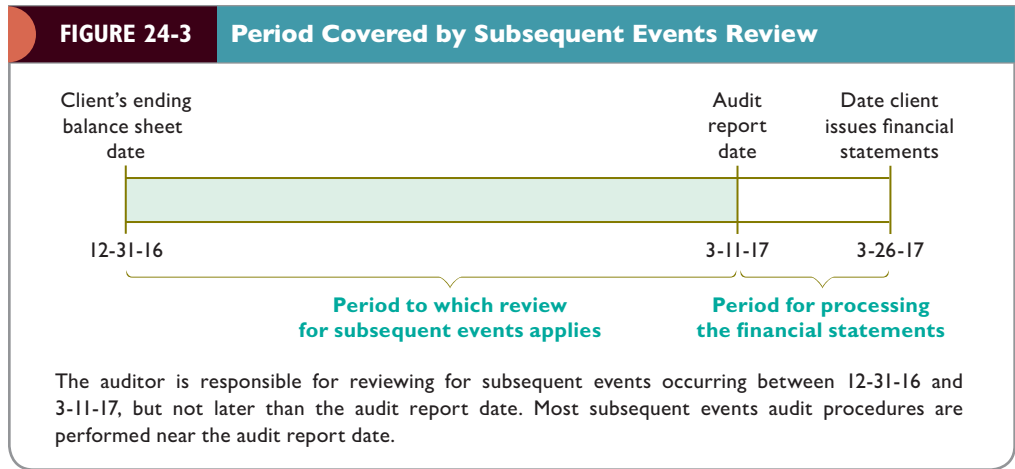 FIGURE 24-3 Period Covered by Subsequent Events Review
Client's ending
balance sheet
date
Audit
report
date
Date client
issues financial
statements
12-31-16
3-11-17
3-26-17
Period to which review
for subsequent events applies
Period for processing
the financial statements
The auditor is responsible for reviewing for subsequent events occurring between 12-31-16 and
3-11-17, but not later than the audit report date. Most subsequent events audit procedures are
performed near the audit report date.